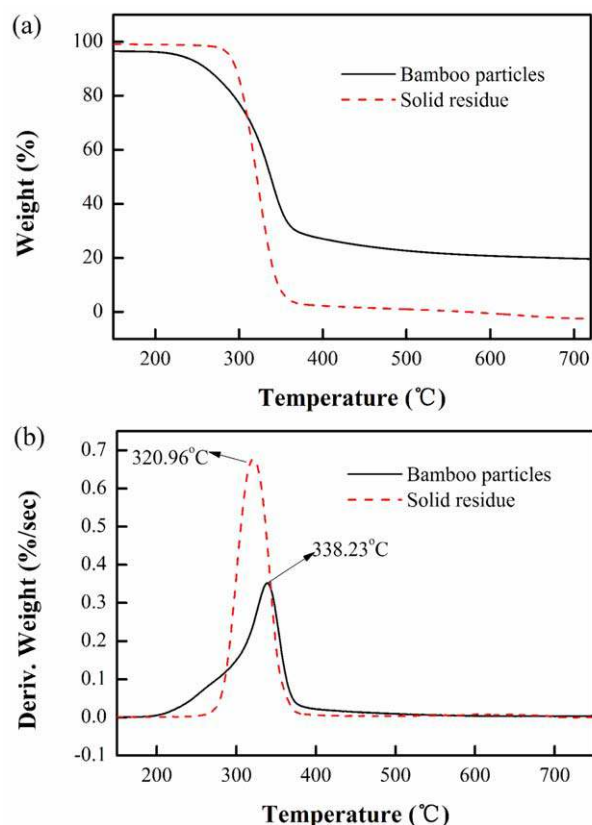 (a)
100
80
60
40
20
0
Weight (%)
Bamboo particles
Solid residue
200 300 400 500 600 700
Temperature (℃)
(b)
0.7
0.6
0.5
0.4
0.3
0.2
0.1
0.0
-0.1
Deriv. Weight (%/sec)
320.96°C
Bamboo particles
Solid residue
338.23°C
200 300 400 500 600 700
Temperature (℃)